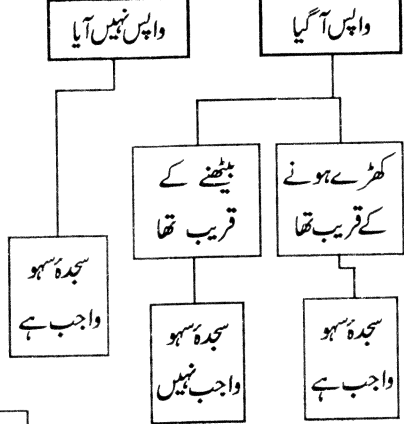 واپس آ گیا
واپس نہیں آیا
کھڑے ہونے
کے قریب تھا
بیٹھنے کے
قریب تھا
سجدۂ سہو
واجب ہے
سجدۂ سہو
واجب نہیں
سجدۂ سہو
واجب ہے